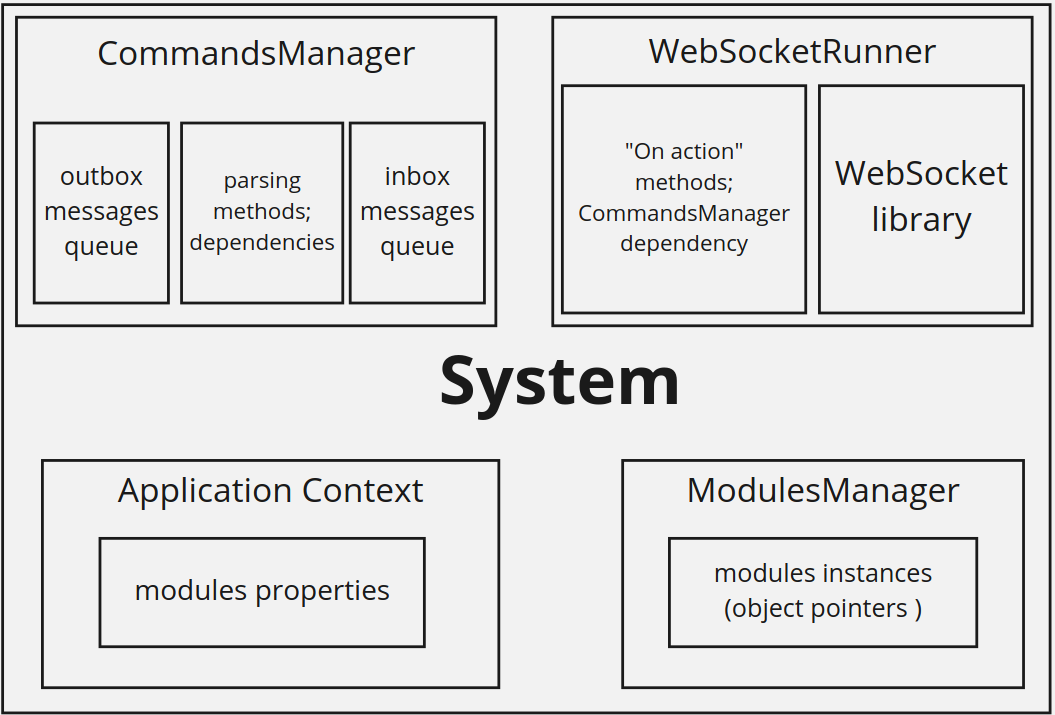 CommandsManager
outbox
messages
queue
parsing
methods;
dependencies
inbox
messages
queue
WebSocketRunner
"On action"
methods;
CommandsManager
dependency
WebSocket
library
System
Application Context
modules properties
ModulesManager
modules instances
(object pointers )